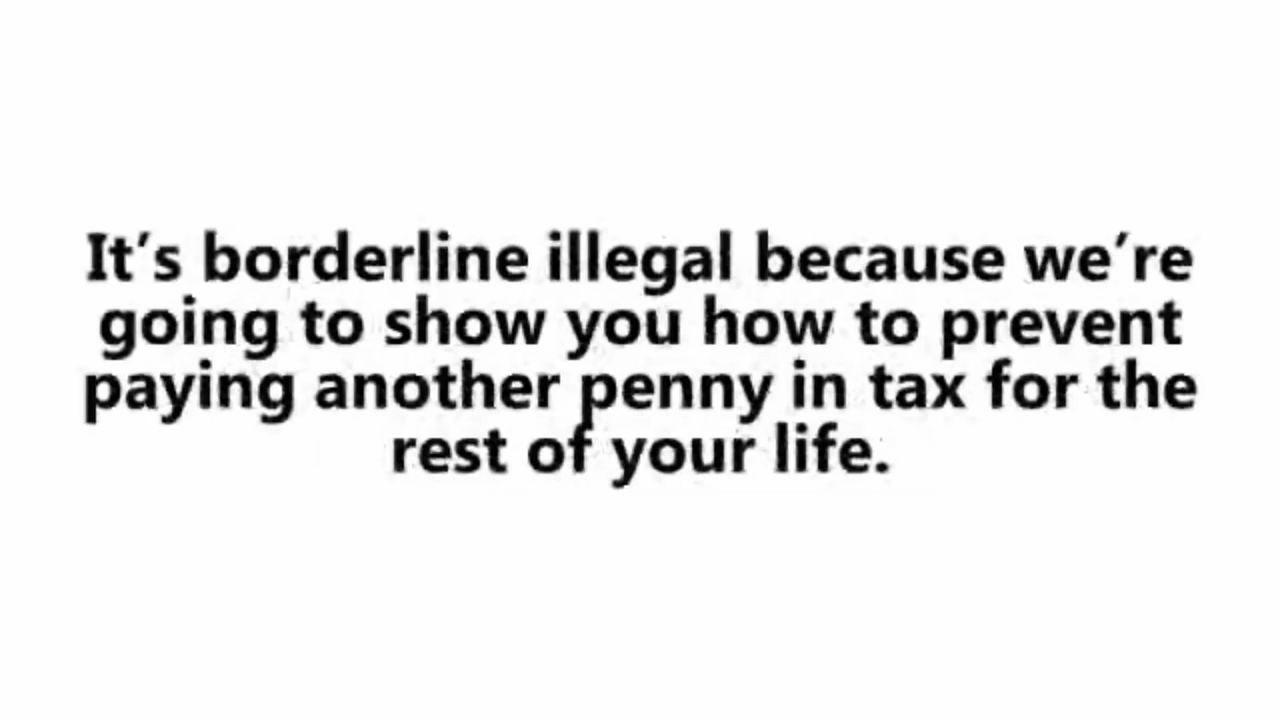 It's borderline illegal because we're
going to show you how to prevent
paying another penny in tax for the
rest of your life.